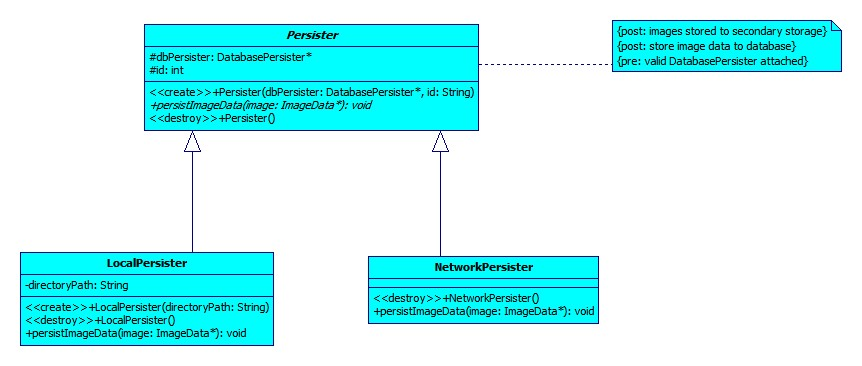 Persister
#dbPersister: DatabasePersister*
#id: int
<<create>>+Persister(dbPersister: DatabasePersister*, id: String)
+persistImageData(image: ImageData*): void
<<destroy>>+Persister()
{post: images stored to secondary storage}
{post: store image data to database}
{pre: valid DatabasePersister attached}
LocalPersister
-directoryPath: String
<<create>>+LocalPersister(directoryPath: String)
<<destroy>>+LocalPersister()
+persistImageData(image: ImageData*): void
NetworkPersister
<<destroy>>+NetworkPersister()
+persistImageData(image: ImageData*): void